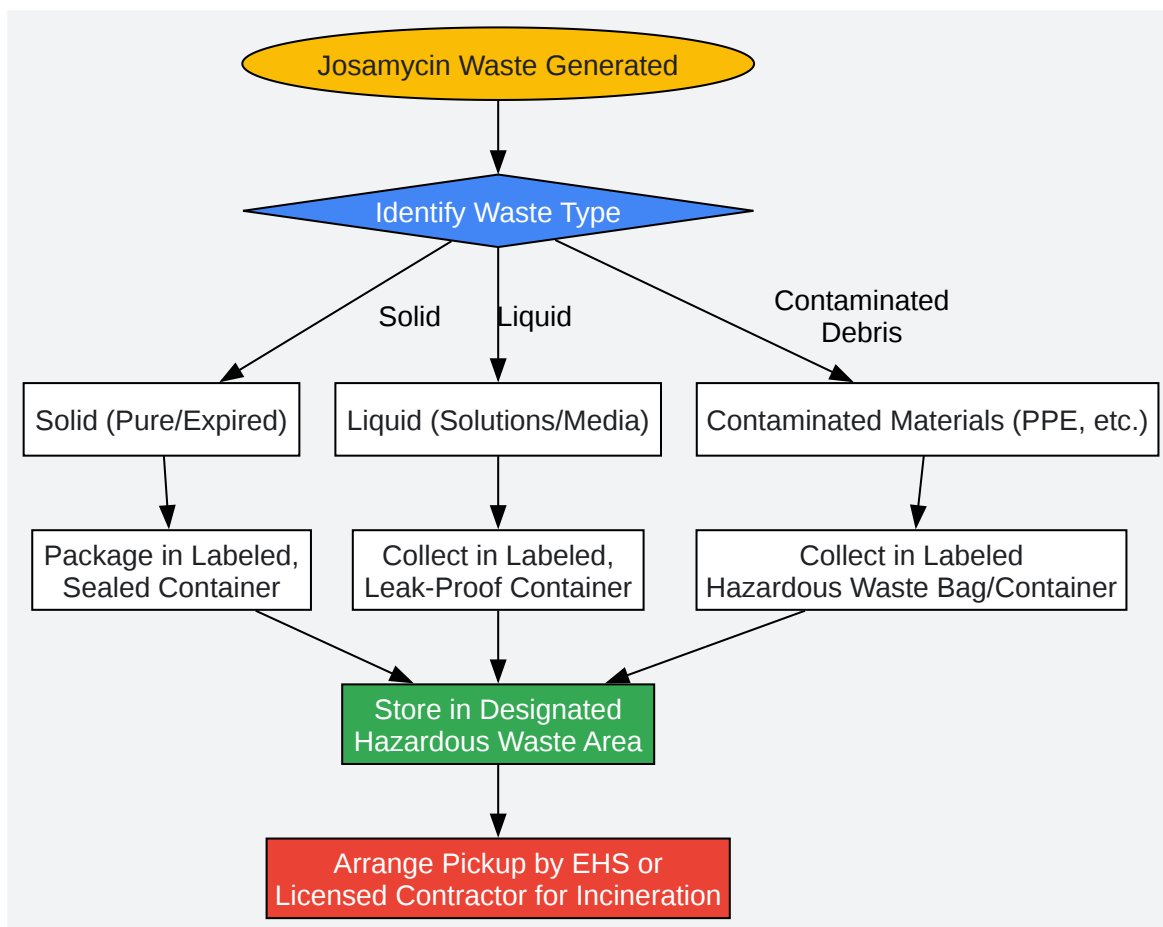 Josamycin Waste Generated
Identify Waste Type
Solid
Liquid
Contaminated
Debris
Solid (Pure/Expired)
Liquid (Solutions/Media)
Contaminated Materials (PPE, etc.)
Package in Labeled,
Sealed Container
Collect in Labeled,
Leak-Proof Container
Collect in Labeled
Hazardous Waste Bag/Container
Store in Designated
Hazardous Waste Area
Arrange Pickup by EHS or
Licensed Contractor for Incineration